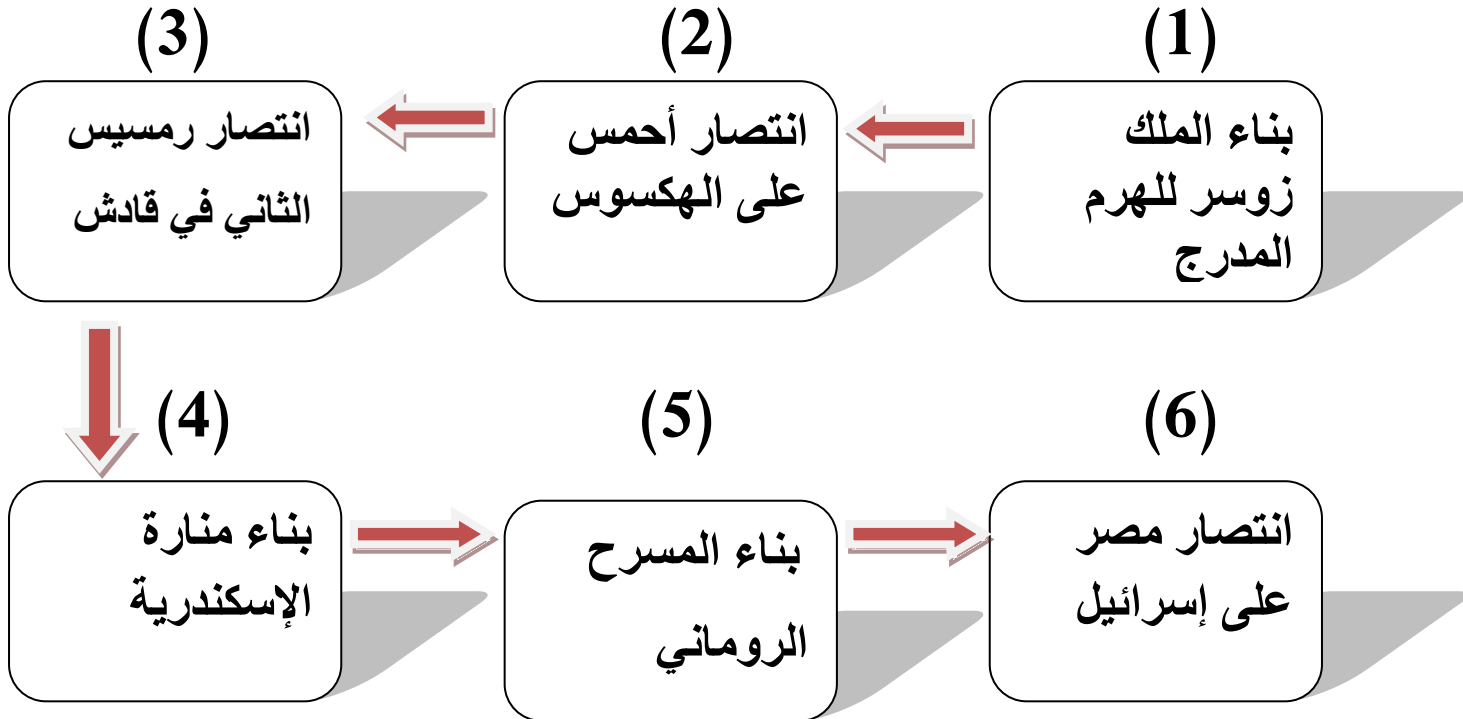 (1)
بناء الملك
زوسر للهرم
المدرج
(2)
انتصار أحمس
على الهكسوس
(3)
انتصار رمسيس
الثاني في قادش
(4)
بناء منارة
الإسكندرية
(5)
بناء المسرح
الروماني
(6)
انتصار مصر
على إسرائيل